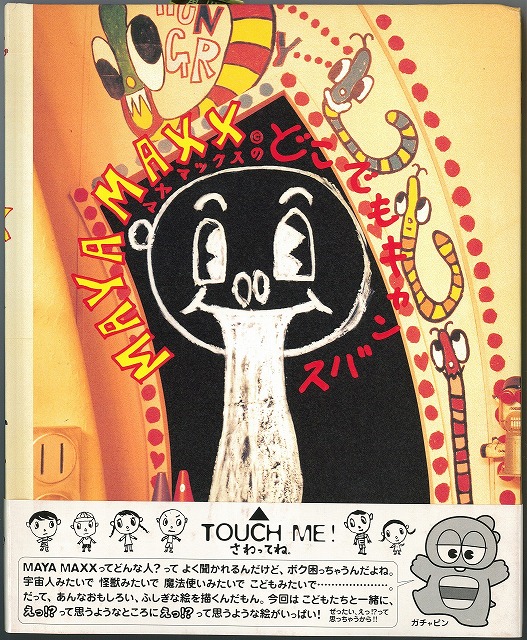 HUNGRY
MAYA MAXX©
マヤ マックスの
どこでもキャンバス
TOUCH ME!
さわってね。
MAYA MAXXってどんな人？って よく聞かれるんだけど、ボク困っちゃうんだよね。
宇宙人みたいで 怪獣みたいで 魔法使いみたいで こどもみたいで………………。
だって、あんなおもしろい、ふしぎな絵を描くんだもん。今回は こどもたちと一緒に、
えっ!?って思うようなところにえっ!?って思うような絵がいっぱい!
ぜったい、えっ!?って
思っちゃうから!!
ガチャピン